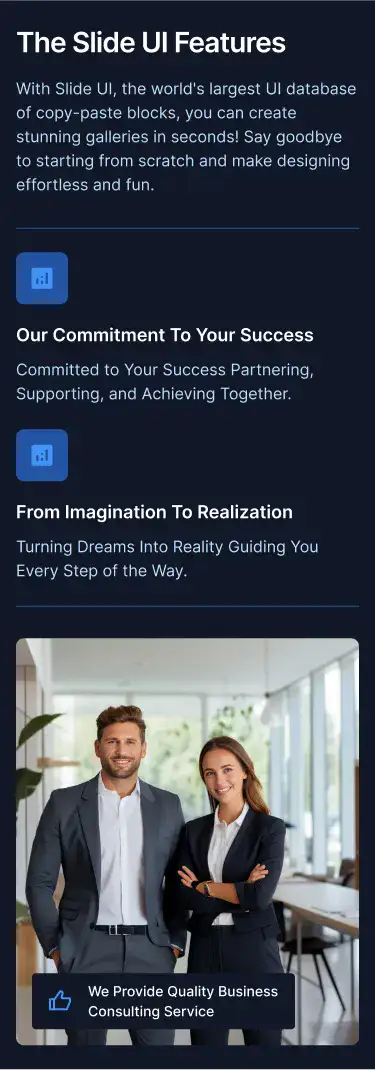 The Slide UI Features
With Slide UI, the world's largest UI database
of copy-paste blocks, you can create
stunning galleries in seconds! Say goodbye
to starting from scratch and make designing
effortless and fun.
Our Commitment To Your Success
Committed to Your Success Partnering,
Supporting, and Achieving Together.
From Imagination To Realization
Turning Dreams Into Reality Guiding You
Every Step of the Way.
We Provide Quality Business
Consulting Service